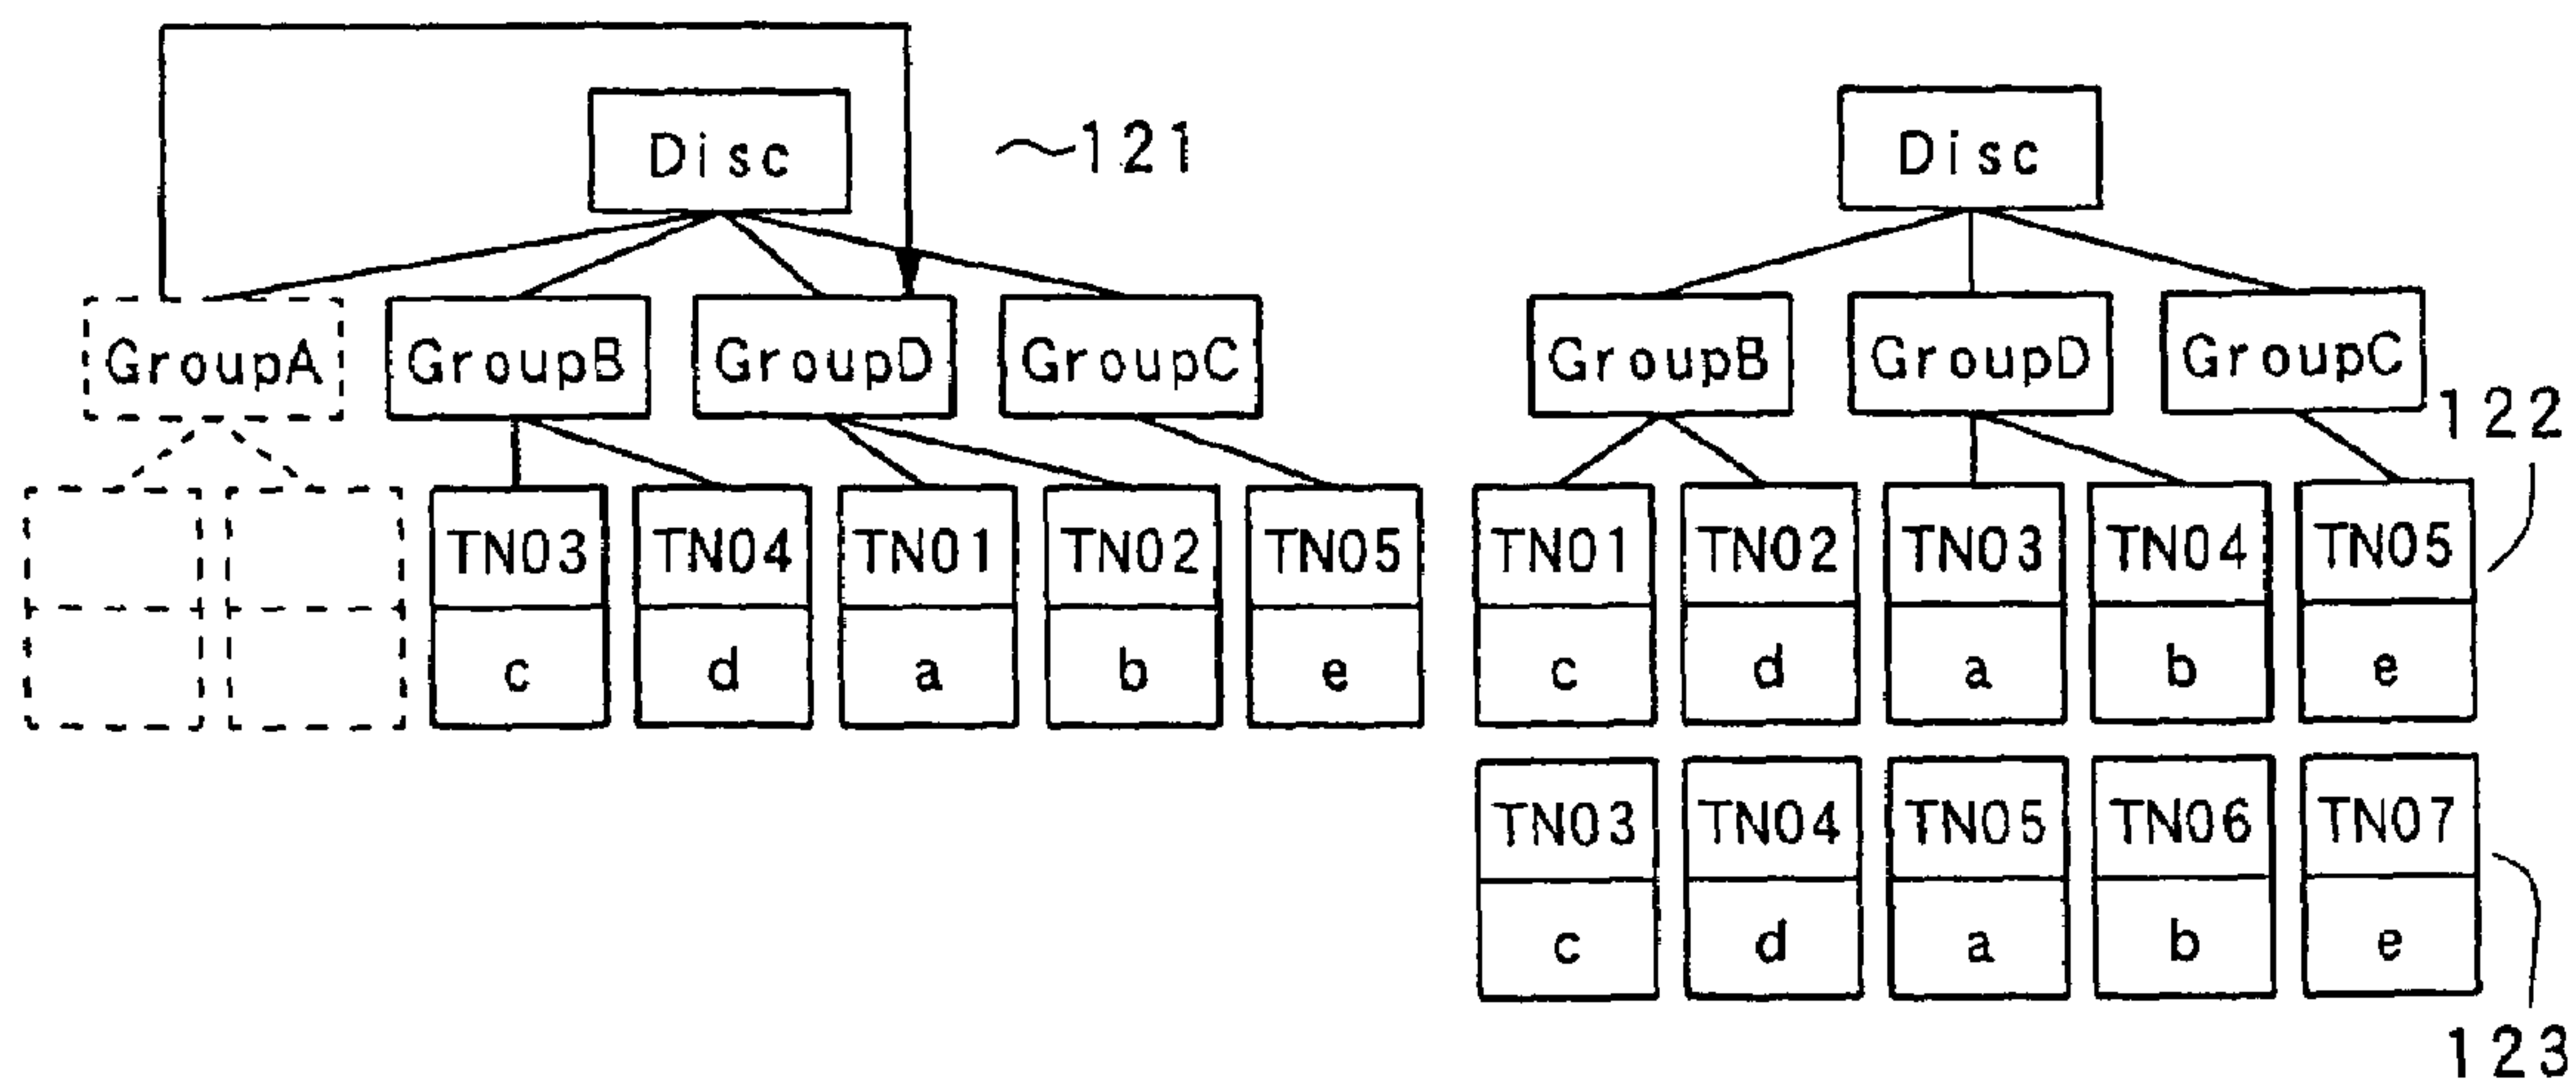 Disc 121 Disc
GroupA GroupB GroupD GroupC GroupB GroupD GroupC
122
TN03 TN04 TN01 TN02 TN05 TN01 TN02 TN03 TN04 TN05
c d a b e c d a b e
TN03 TN04 TN05 TN06 TN07
c d a b e
123